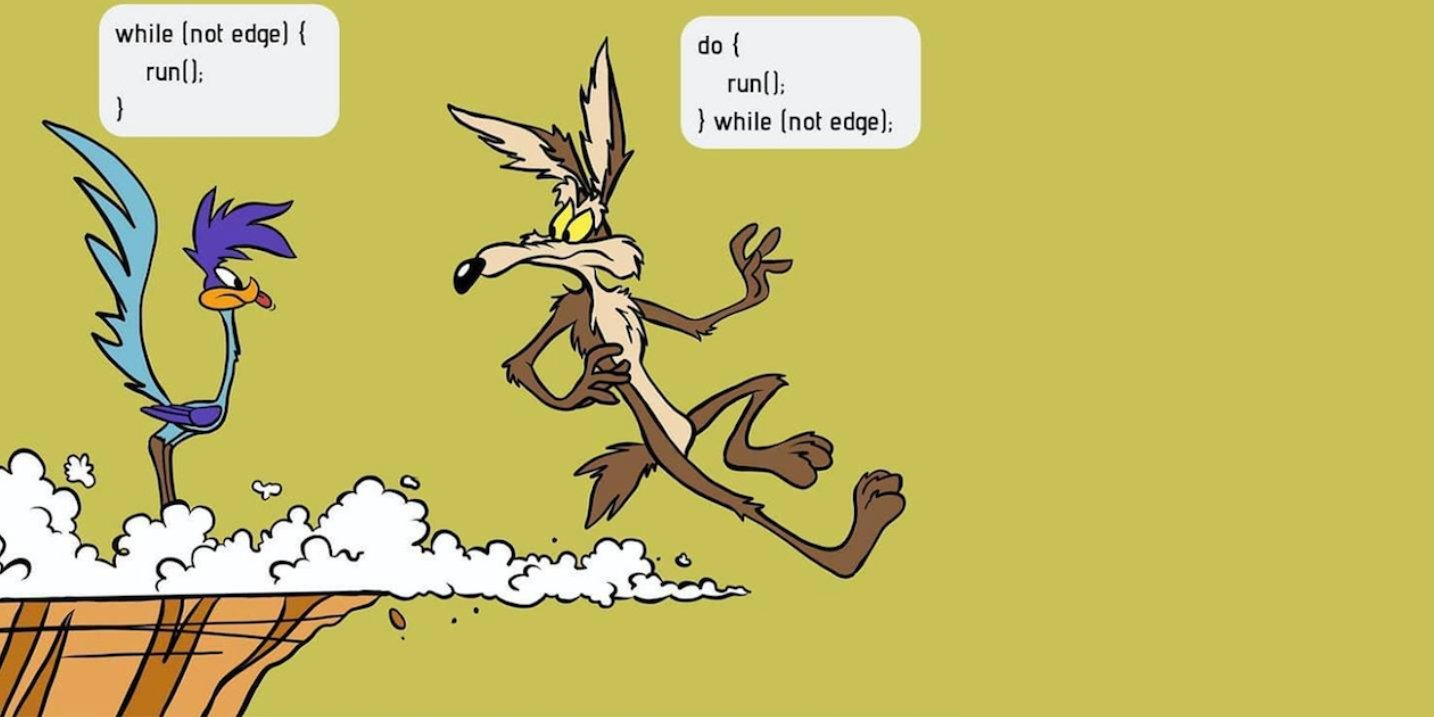 while (not edge) {
run();
}
do {
run();
} while (not edge);